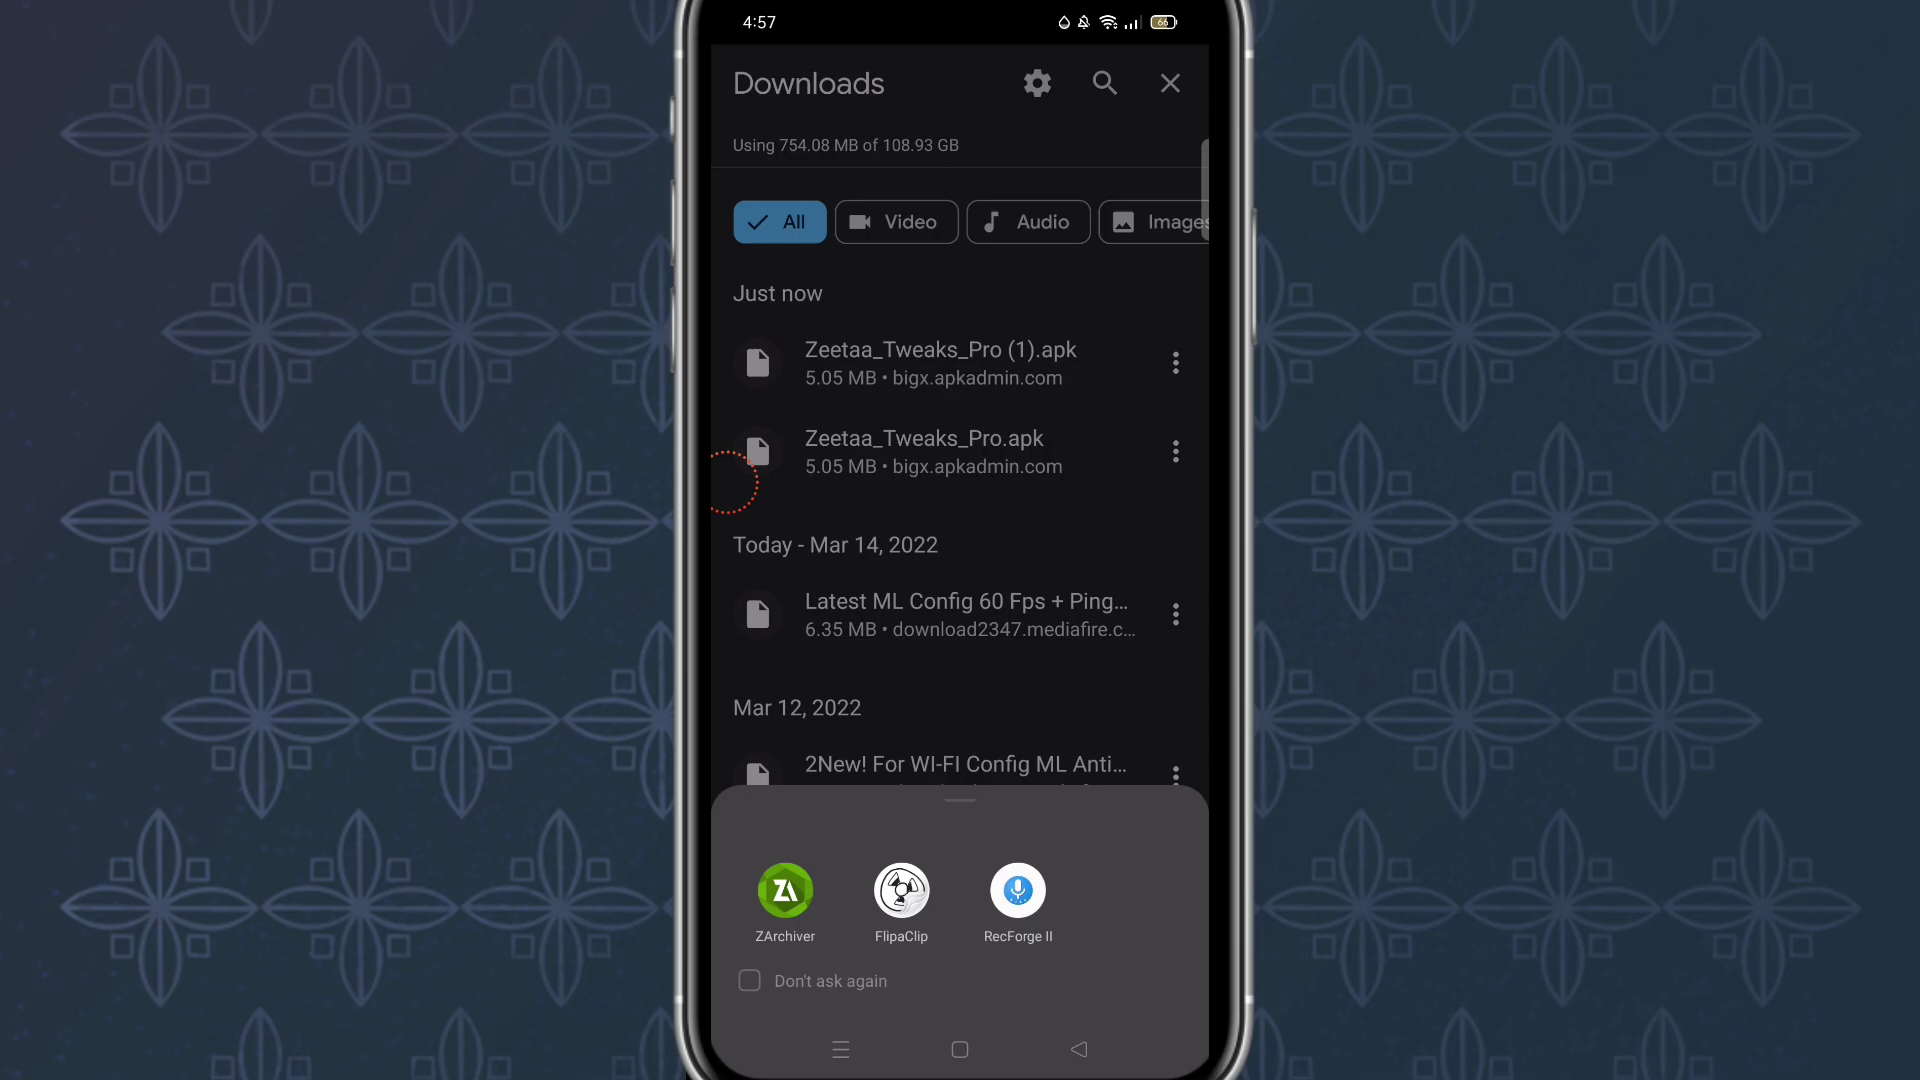 4:57
66
Downloads
Using 754.08 MB of 108.93 GB
All
Video
Audio
Images
Just now
Zeetaa_Tweaks_Pro (1).apk
5.05 MB • bigx.apkadmin.com
Zeetaa_Tweaks_Pro.apk
5.05 MB • bigx.apkadmin.com
Today - Mar 14, 2022
Latest ML Config 60 Fps + Ping...
6.35 MB • download2347.mediafire.c...
Mar 12, 2022
2New! For WI-FI Config ML Anti...
ZA
ZArchiver
FlipaClip
RecForge II
Don't ask again